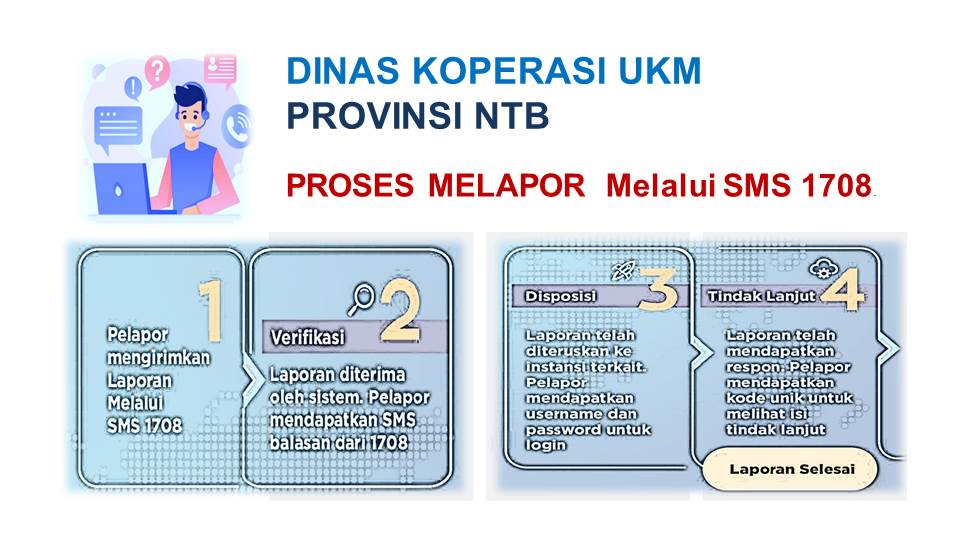 DINAS KOPERASI UKM
PROVINSI NTB
PROSES MELAPOR Melalui SMS 1708.
1
Pelapor
mengirimkan
Laporan
Melalui
SMS 1708
2
Verifikasi
Laporan diterima
oleh sistem. Pelapor
mendapatkan SMS
balasan dari 1708
3
Disposisi
Laporan telah
diteruskan ke
instansi terkait.
Pelapor
mendapatkan
username dan
password untuk
login
4
Tindak Lanjut
Laporan telah
mendapatkan
respon. Pelapor
mendapatkan
kode unik untuk
melihat isi
tindak lanjut
Laporan Selesai